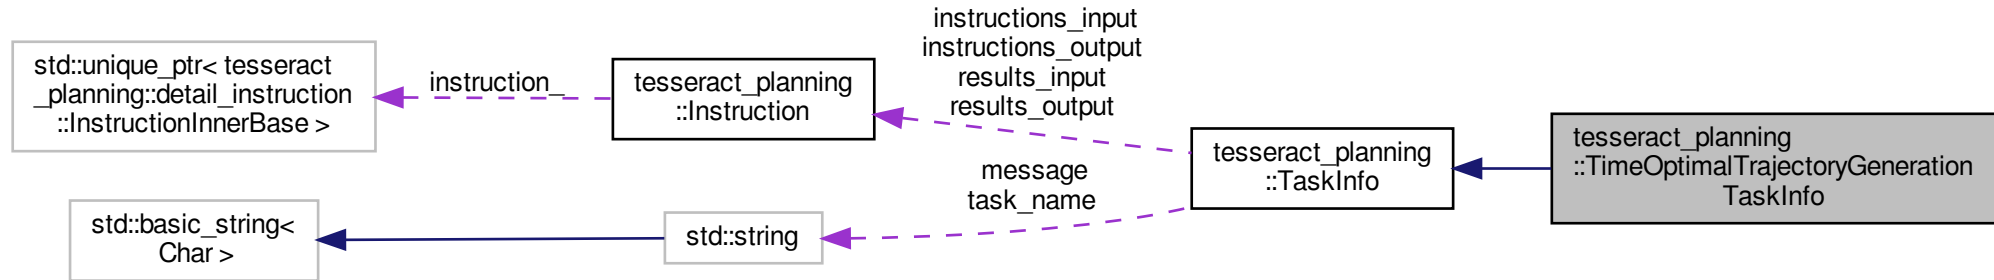 std::unique_ptr< tesseract
_planning::detail_instruction
::InstructionInnerBase >
instruction_
tesseract_planning
::Instruction
instructions_input
instructions_output
results_input
results_output
tesseract_planning
::TaskInfo
tesseract_planning
::TimeOptimalTrajectoryGeneration
TaskInfo
message
task_name
std::string
std::basic_string<
Char >